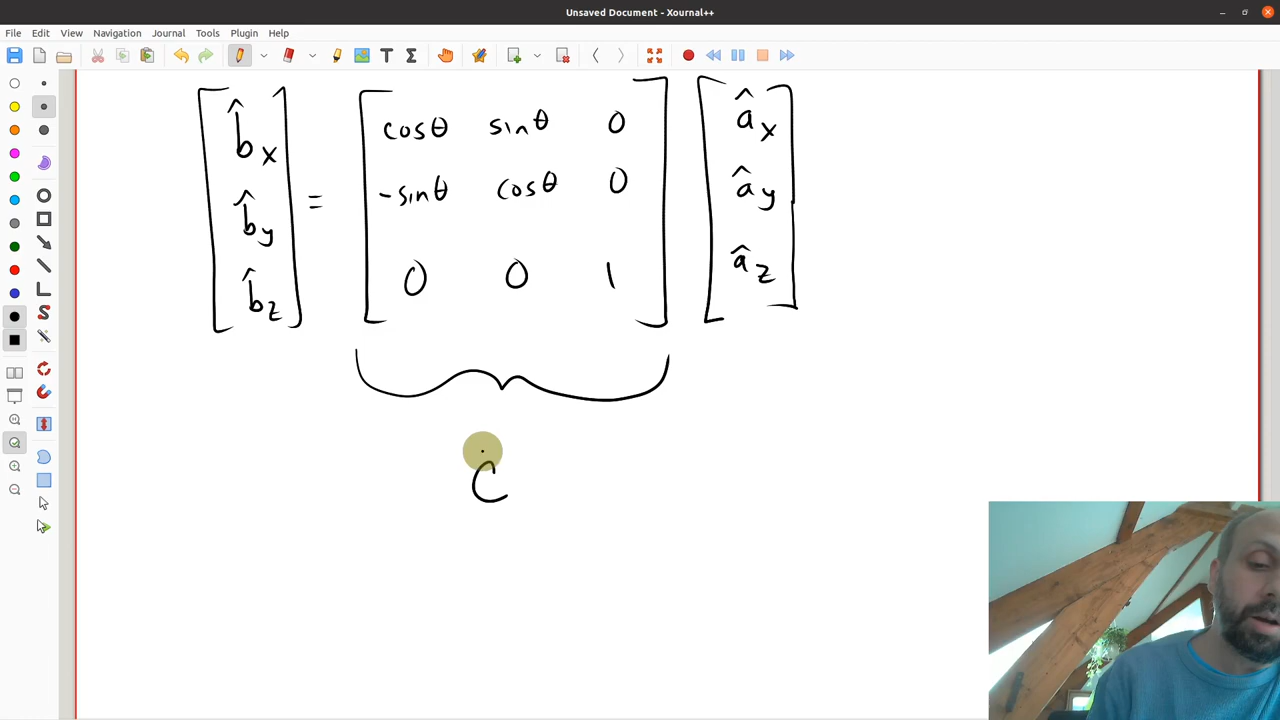 Unsaved Document - Xournal++
File Edit View Navigation Journal Tools Plugin Help
b̂x = cosθ sinθ 0 âx
b̂y -sinθ cosθ 0 ây
b̂z 0 0 1 âz
C